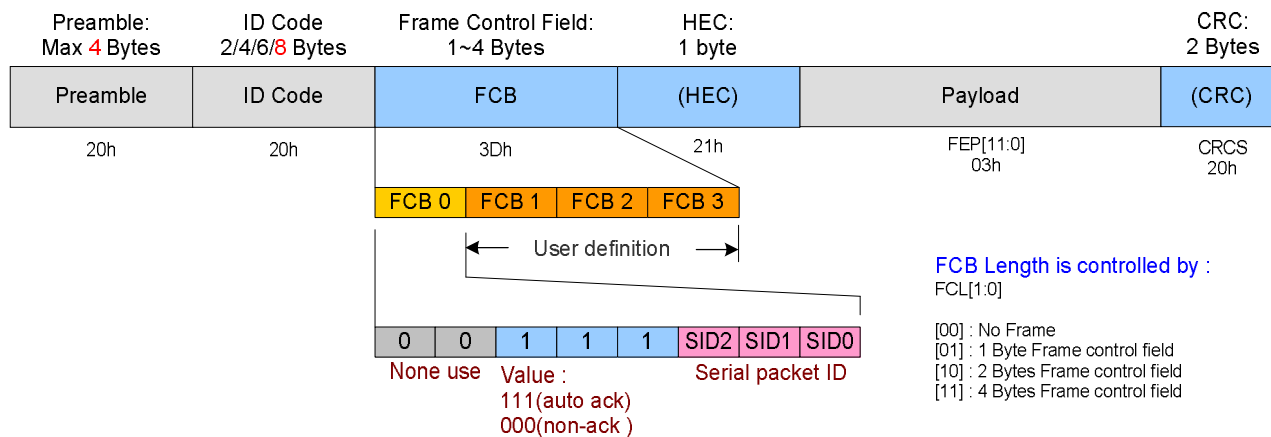 Preamble:
Max 4 Bytes
ID Code
2/4/6/8 Bytes
Frame Control Field:
1~4 Bytes
HEC:
1 byte
CRC:
2 Bytes
Preamble
ID Code
FCB
(HEC)
Payload
(CRC)
20h
20h
3Dh
21h
FEP[11:0]
03h
CRCS
20h
FCB 0
FCB 1
FCB 2
FCB 3
User definition
0
0
1
1
1
SID2
SID1
SID0
None use
Value :
111(auto ack)
000(non-ack )
Serial packet ID
FCB Length is controlled by :
FCL[1:0]
[00] : No Frame
[01] : 1 Byte Frame control field
[10] : 2 Bytes Frame control field
[11] : 4 Bytes Frame control field